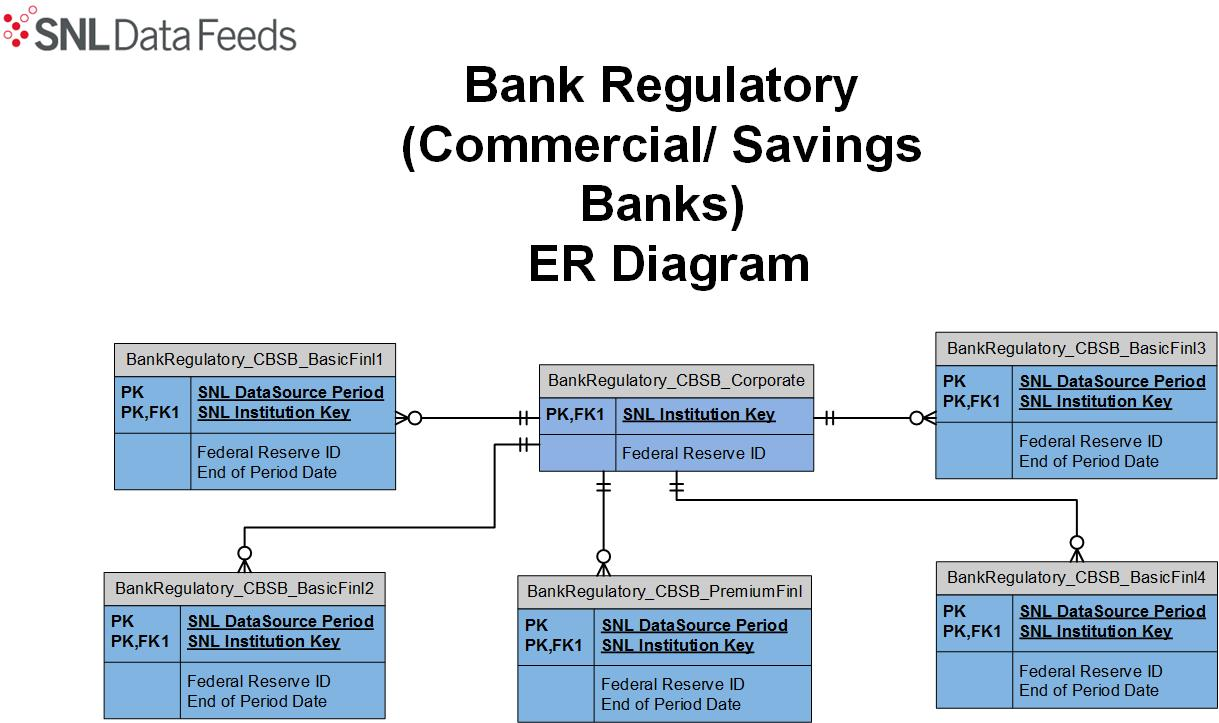 SNL Data Feeds
Bank Regulatory
(Commercial/ Savings
Banks)
ER Diagram
BankRegulatory_CBSB_BasicFinl1
PK SNL DataSource Period
PK,FK1 SNL Institution Key
Federal Reserve ID
End of Period Date
BankRegulatory_CBSB_Corporate
PK,FK1 SNL Institution Key
Federal Reserve ID
BankRegulatory_CBSB_BasicFinl3
PK SNL DataSource Period
PK,FK1 SNL Institution Key
Federal Reserve ID
End of Period Date
BankRegulatory_CBSB_BasicFinl2
PK SNL DataSource Period
PK,FK1 SNL Institution Key
Federal Reserve ID
End of Period Date
BankRegulatory_CBSB_PremiumFinl
PK SNL DataSource Period
PK,FK1 SNL Institution Key
Federal Reserve ID
End of Period Date
BankRegulatory_CBSB_BasicFinl4
PK SNL DataSource Period
PK,FK1 SNL Institution Key
Federal Reserve ID
End of Period Date